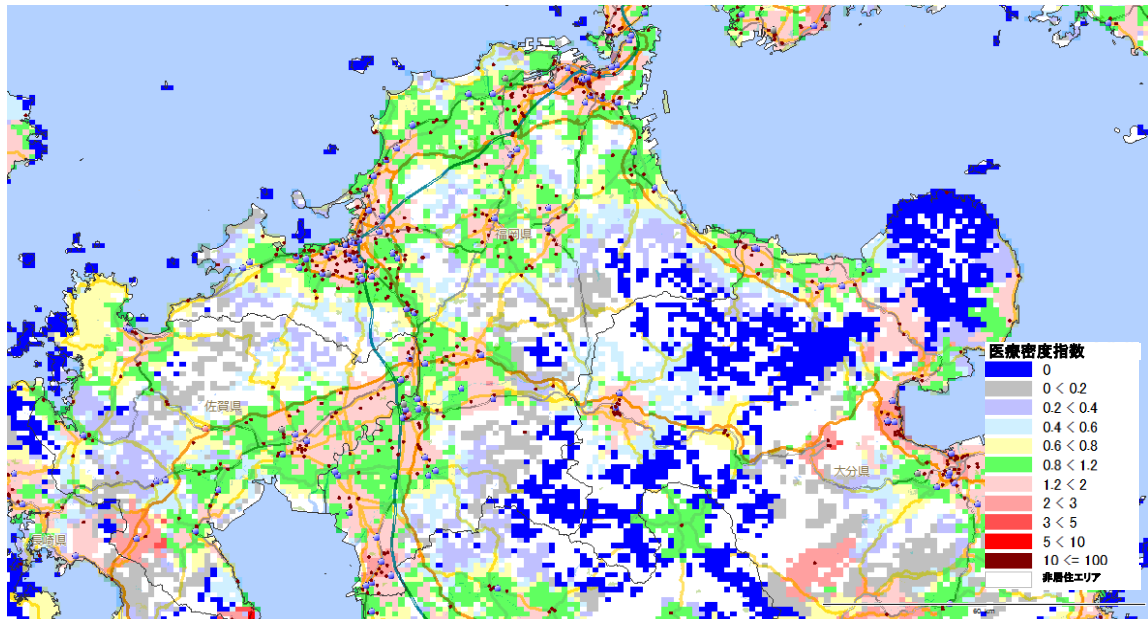 福岡県
佐賀県
大分県
長崎県
医療密度指数
0
0 < 0.2
0.2 < 0.4
0.4 < 0.6
0.6 < 0.8
0.8 < 1.2
1.2 < 2
2 < 3
3 < 5
5 < 10
10 <= 100
非居住エリア